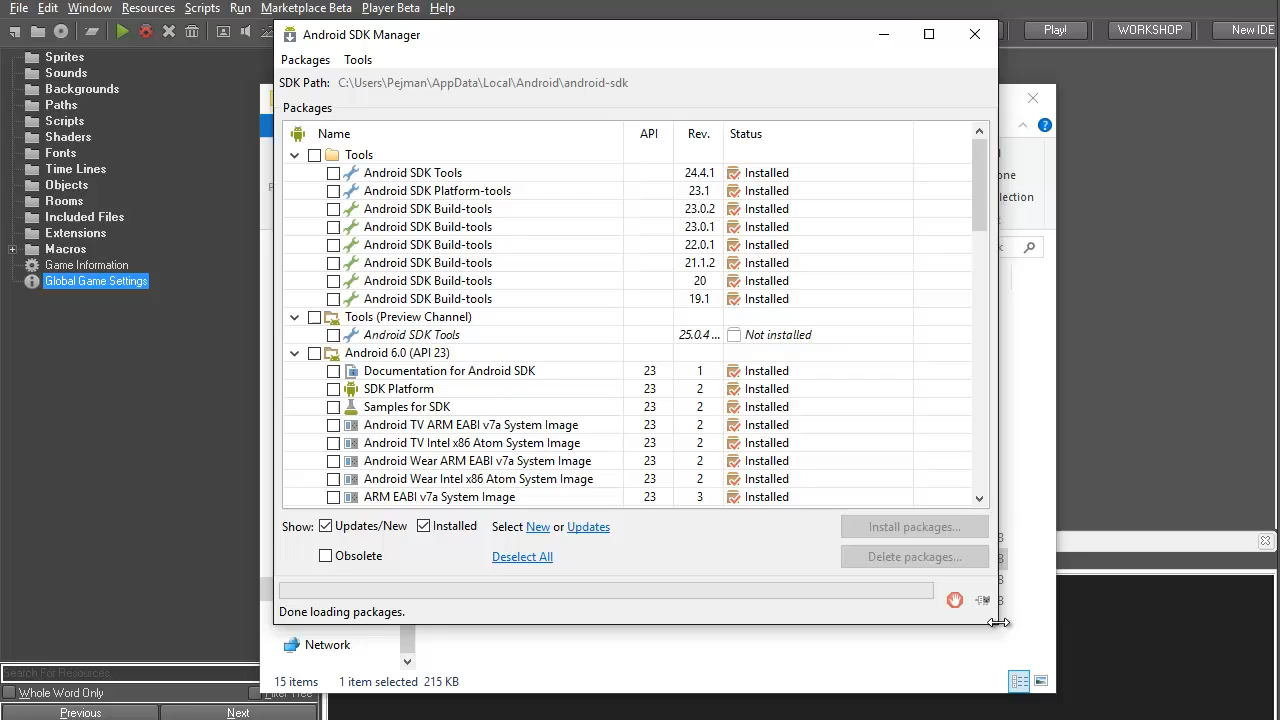 File Edit Window Resources Scripts Run Marketplace Beta Player Beta Help
Android SDK Manager
Play! WORKSHOP New IDE
Packages Tools
SDK Path: C:\Users\Pejman\AppData\Local\Android\android-sdk
Packages
Name API Rev. Status
Tools
Android SDK Tools 24.4.1 Installed
Android SDK Platform-tools 23.1 Installed
Android SDK Build-tools 23.0.2 Installed
Android SDK Build-tools 23.0.1 Installed
Android SDK Build-tools 22.0.1 Installed
Android SDK Build-tools 21.1.2 Installed
Android SDK Build-tools 20 Installed
Android SDK Build-tools 19.1 Installed
Tools (Preview Channel)
Android SDK Tools 25.0.4 ... Not installed
Android 6.0 (API 23)
Documentation for Android SDK 23 1 Installed
SDK Platform 23 2 Installed
Samples for SDK 23 2 Installed
Android TV ARM EABI v7a System Image 23 2 Installed
Android TV Intel x86 Atom System Image 23 2 Installed
Android Wear ARM EABI v7a System Image 23 2 Installed
Android Wear Intel x86 Atom System Image 23 2 Installed
ARM EABI v7a System Image 23 3 Installed
Show: Updates/New Installed Select New or Updates Install packages...
Obsolete Deselect All Delete packages...
Done loading packages.
Sprites
Sounds
Backgrounds
Paths
Scripts
Shaders
Fonts
Time Lines
Objects
Rooms
Included Files
Extensions
Macros
Game Information
Global Game Settings
one
lection
Network
15 items 1 item selected 215 KB
Search For Resources
Whole Word Only Filter Tree
Previous Next